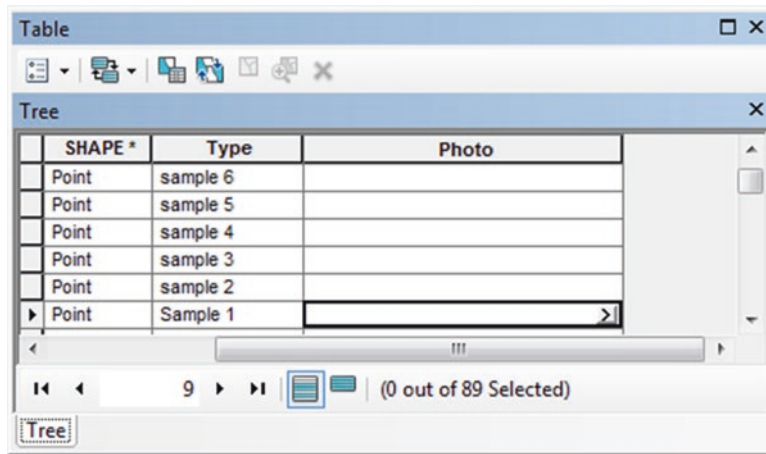 Table
Tree
SHAPE * Type Photo
Point sample 6
Point sample 5
Point sample 4
Point sample 3
Point sample 2
Point Sample 1
9 (0 out of 89 Selected)
Tree